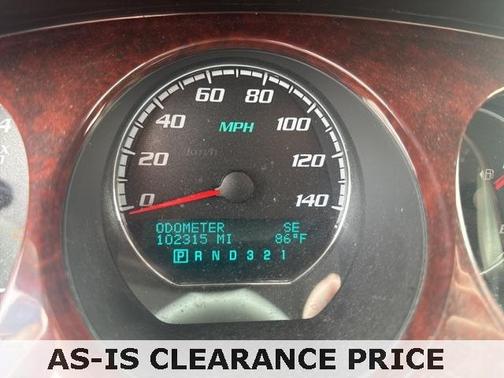 60 80
40 MPH 100
km/h
20 120
0 140
ODOMETER SE
102315 MI 86°F
P R N D 3 2 1
AS-IS CLEARANCE PRICE